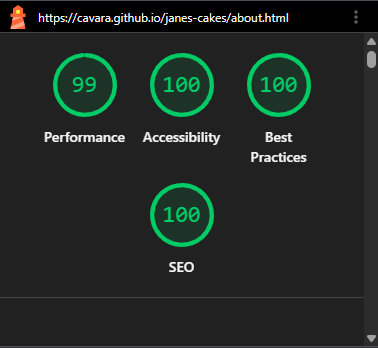 https://cavara.github.io/janes-cakes/about.html
99
100
100
Performance
Accessibility
Best
Practices
100
SEO